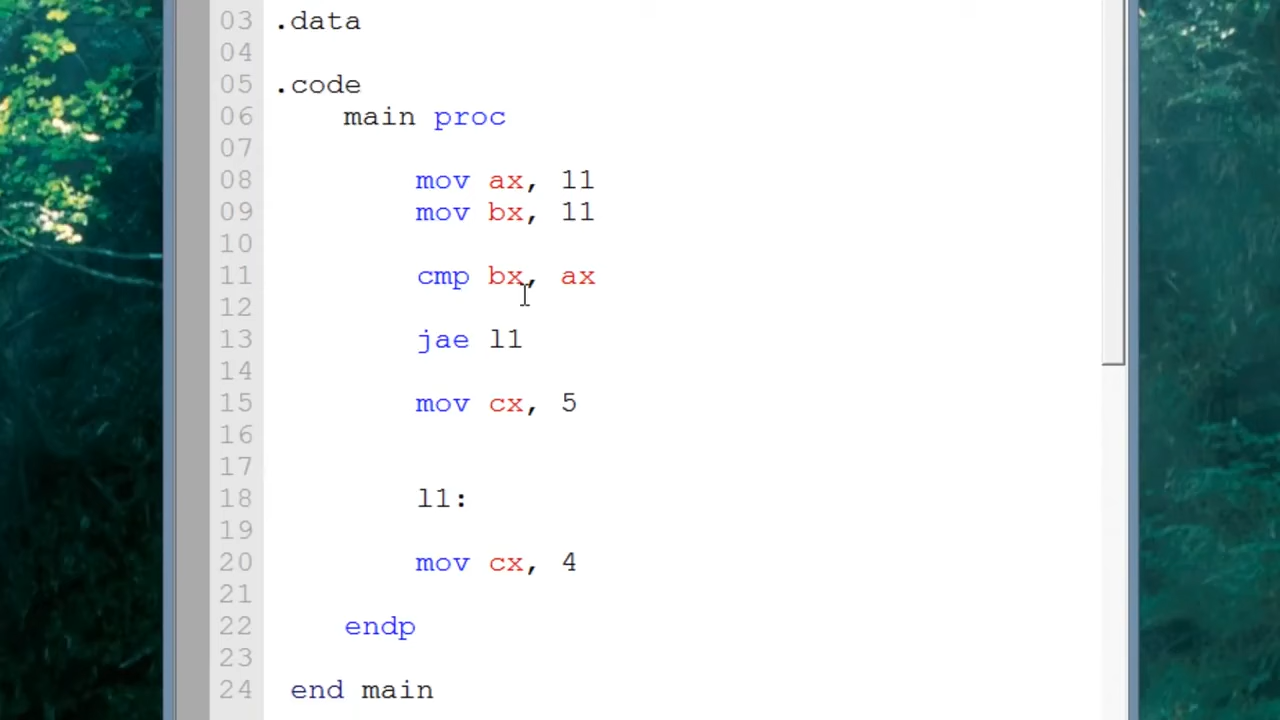 03 .data
04
05 .code
06 main proc
07
08 mov ax, 11
09 mov bx, 11
10
11 cmp bx, ax
12
13 jae l1
14
15 mov cx, 5
16
17
18 l1:
19
20 mov cx, 4
21
22 endp
23
24 end main